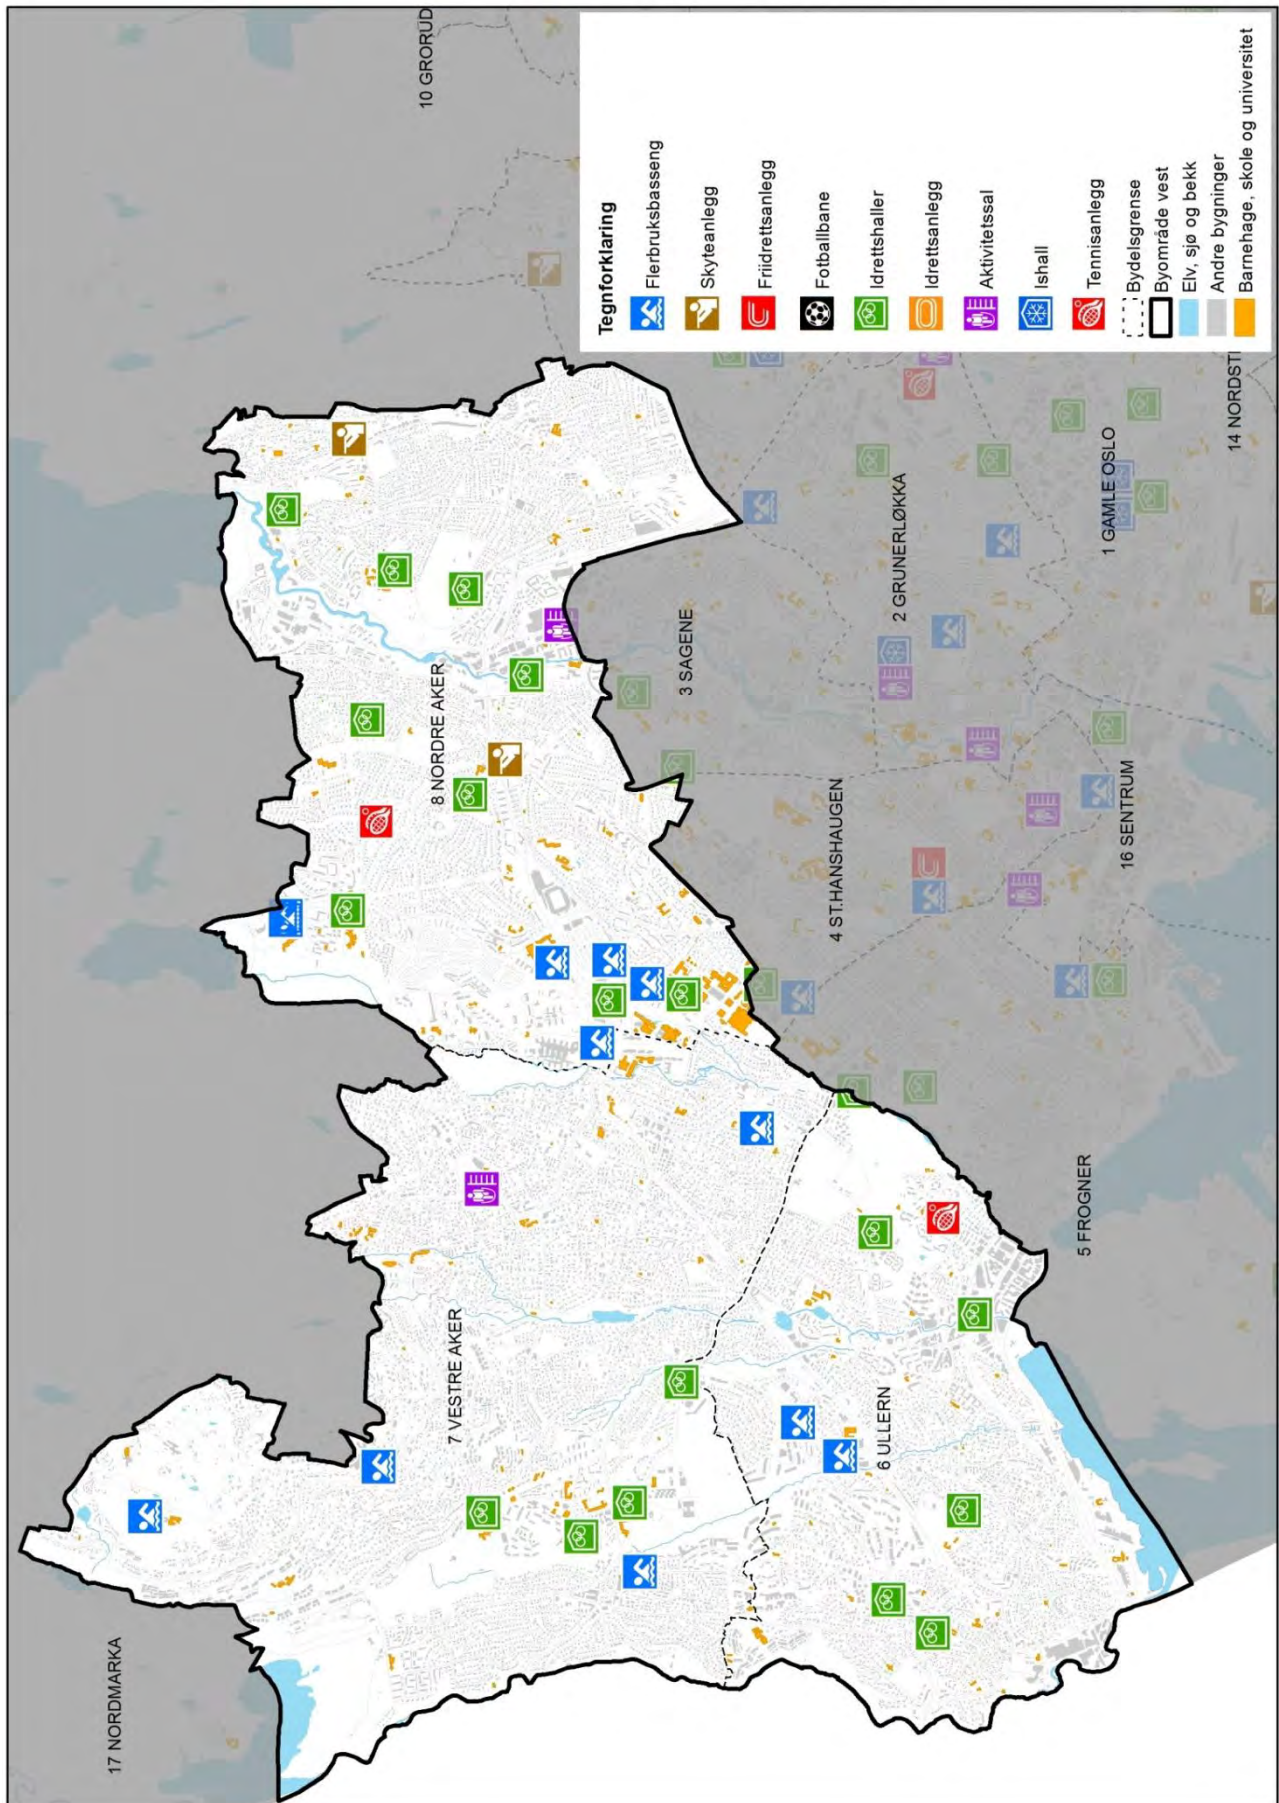 17 NORDMARKA
10 GRORUD
8 NORDRE AKER
7 VESTRE AKER
3 SAGENE
2 GRUNERLØKKA
4 ST.HANSHAUGEN
6 ULLERN
1 GAMLE OSLO
16 SENTRUM
5 FROGNER
14 NORDSTI
Tegnforklaring
Flerbruksbasseng
Skyteanlegg
Friidrettsanlegg
Fotballbane
Idrettshaller
Idrettsanlegg
Aktivitetssal
Ishall
Tennisanlegg
Bydelsgrense
Byområde vest
Elv, sjø og bekk
Andre bygninger
Barnehage, skole og universitet